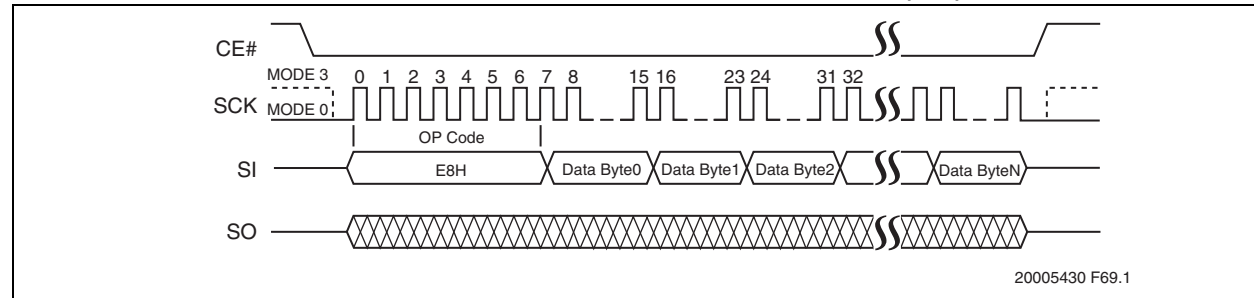 CE#
MODE 3 0 1 2 3 4 5 6 7 8 15 16 23 24 31 32
SCK MODE 0
OP Code
SI E8H Data Byte0 Data Byte1 Data Byte2 Data ByteN
SO
20005430 F69.1